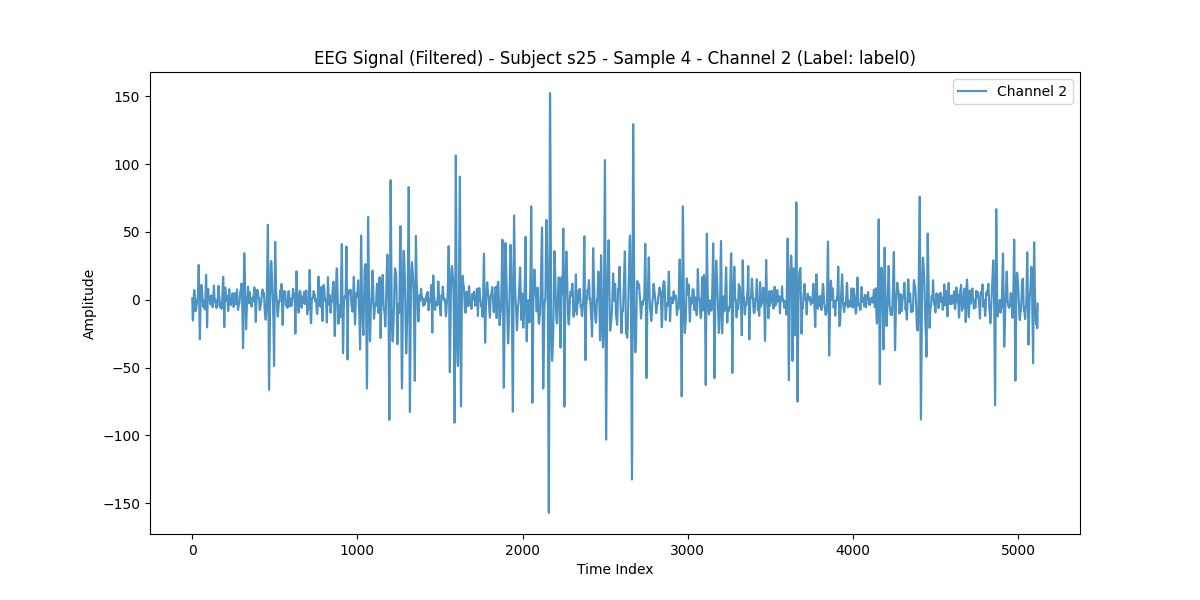 EEG Signal (Filtered) - Subject s25 - Sample 4 - Channel 2 (Label: label0)
Channel 2
150
100
50
0
−50
−100
−150
Amplitude
0 1000 2000 3000 4000 5000
Time Index